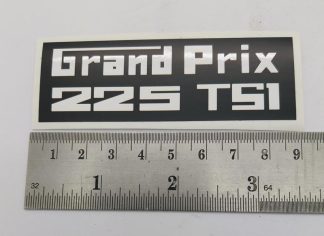 Grand Prix
225 TS1
1 2 3 4 5 6 7 8 9
32 1 2 3 64